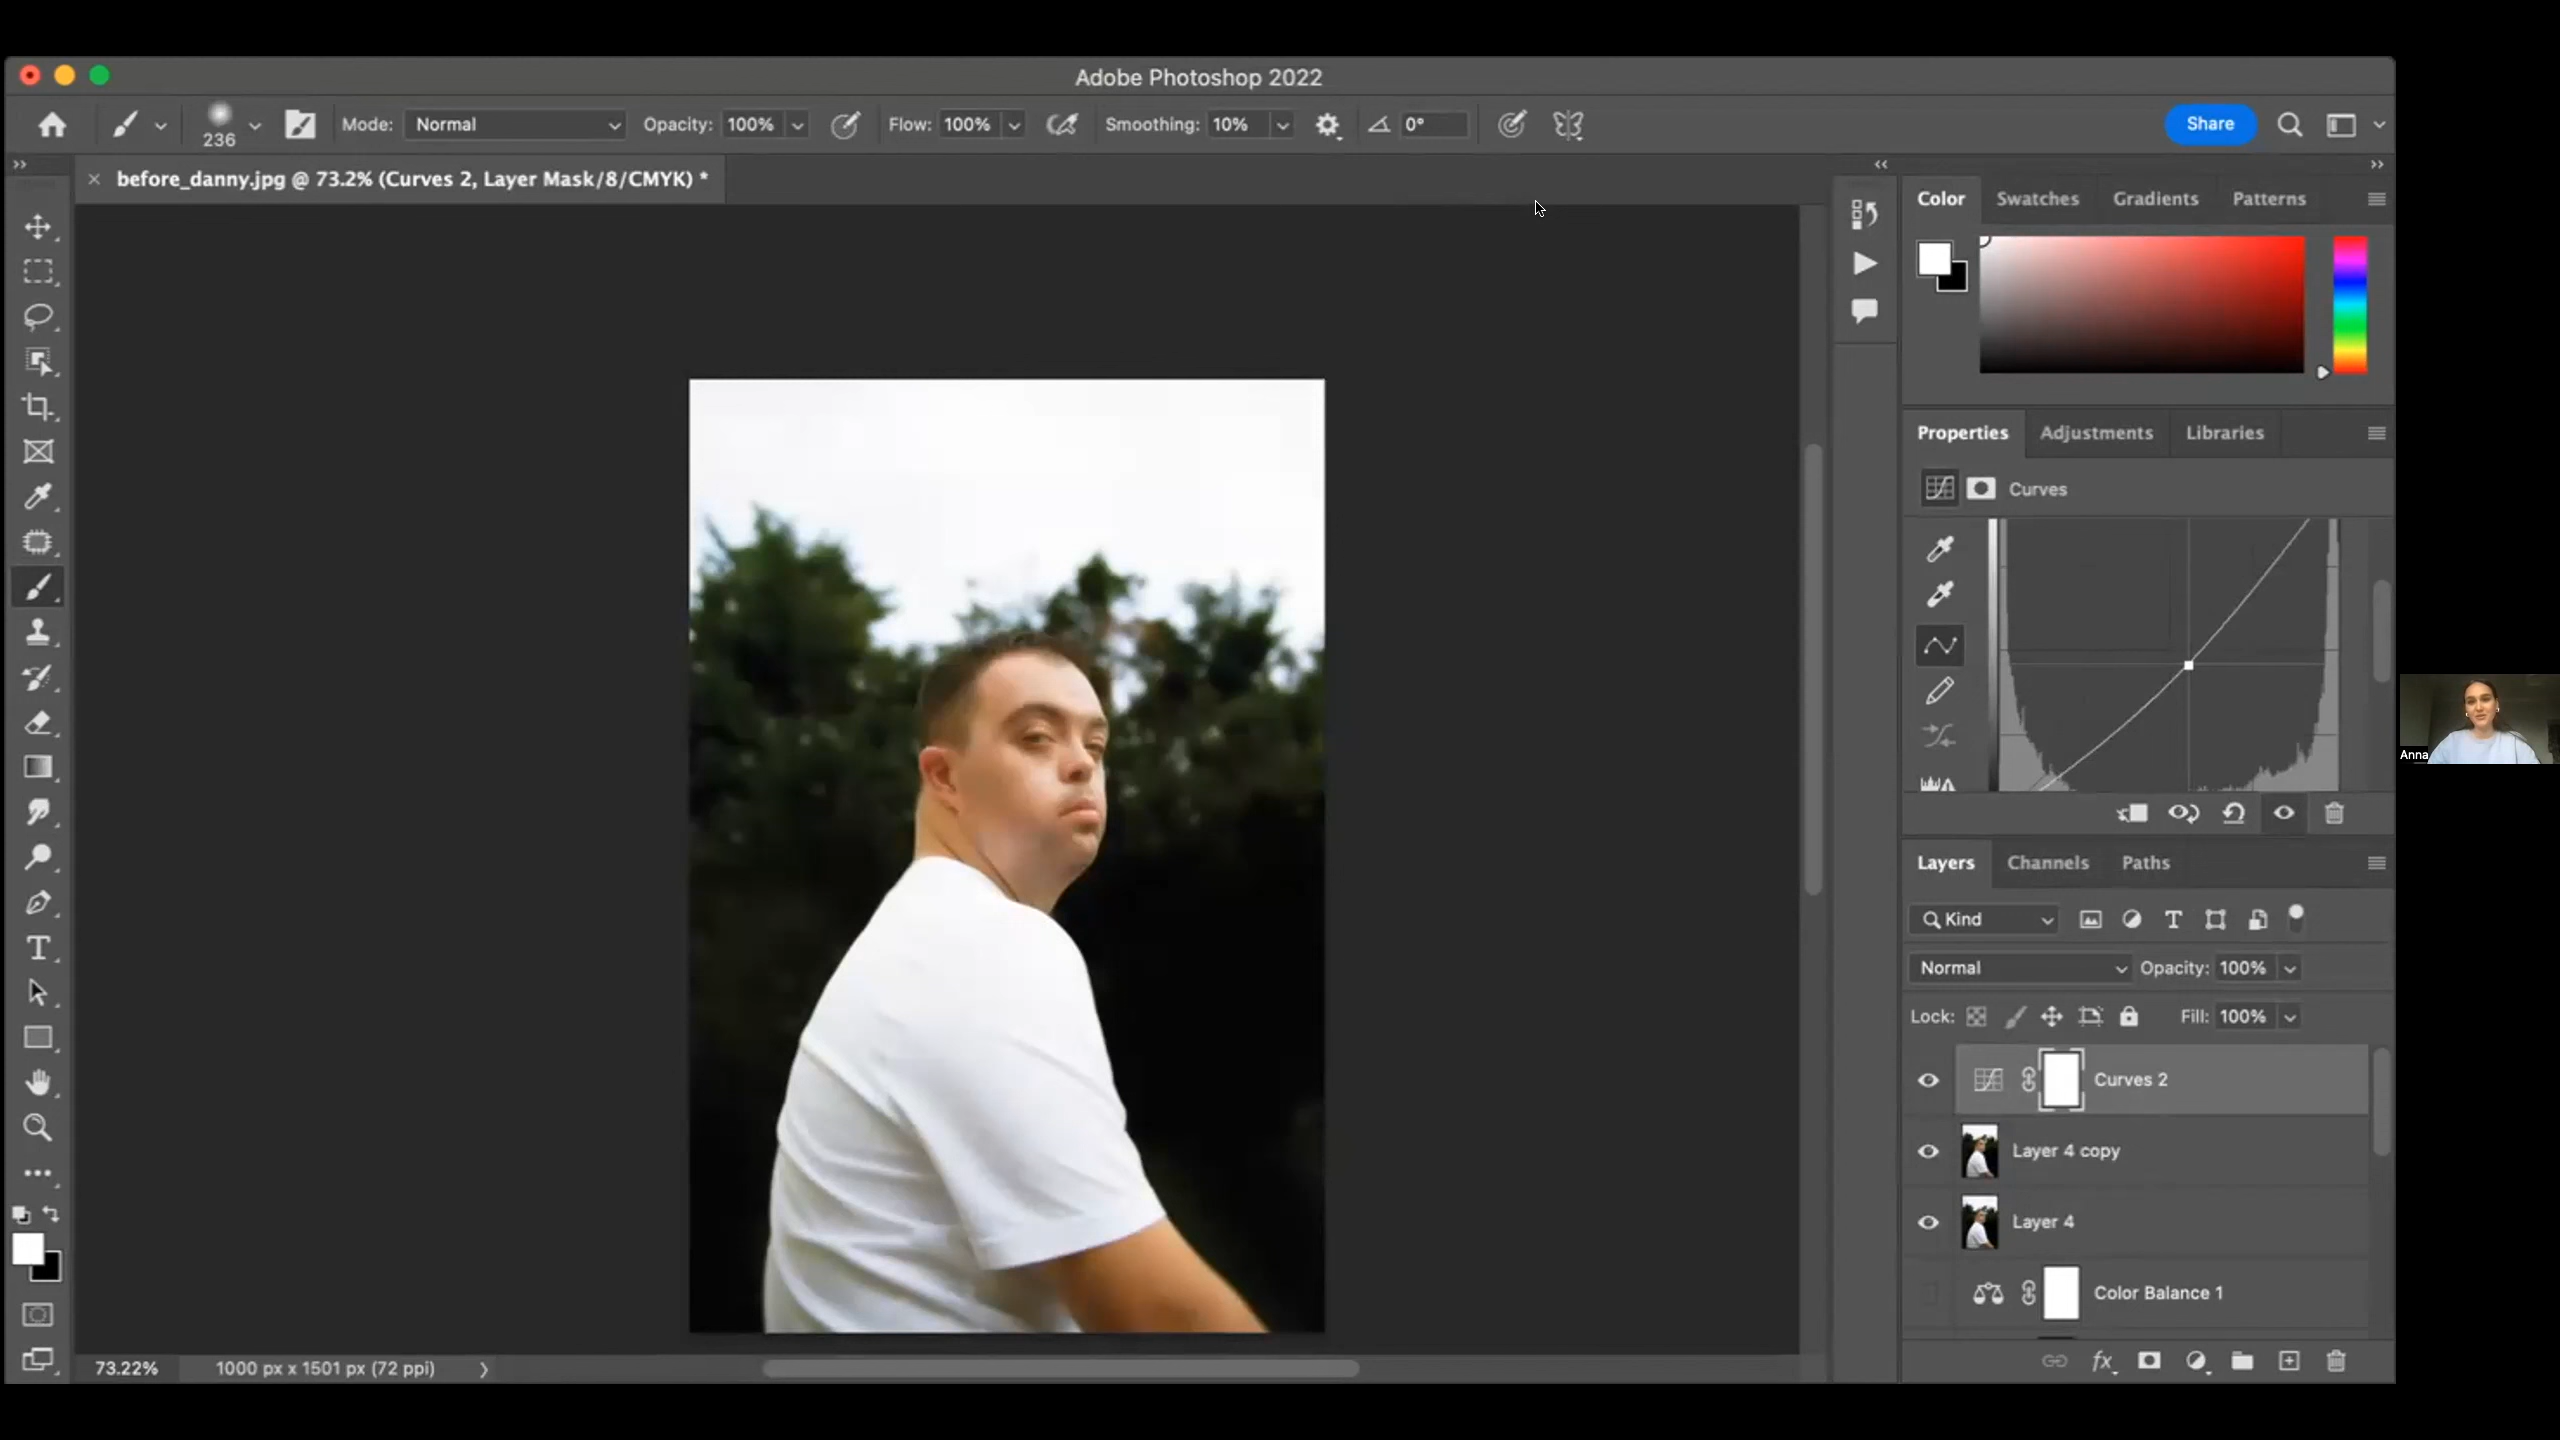 Adobe Photoshop 2022
236
Mode: Normal
Opacity: 100%
Flow: 100%
Smoothing: 10%
0°
Share
before_danny.jpg @ 73.2% (Curves 2, Layer Mask/8/CMYK) *
Color Swatches Gradients Patterns
Properties Adjustments Libraries
Curves
Anna
Layers Channels Paths
Kind
Normal Opacity: 100%
Lock: Fill: 100%
Curves 2
Layer 4 copy
Layer 4
Color Balance 1
fx
73.22% 1000 px x 1501 px (72 ppi)